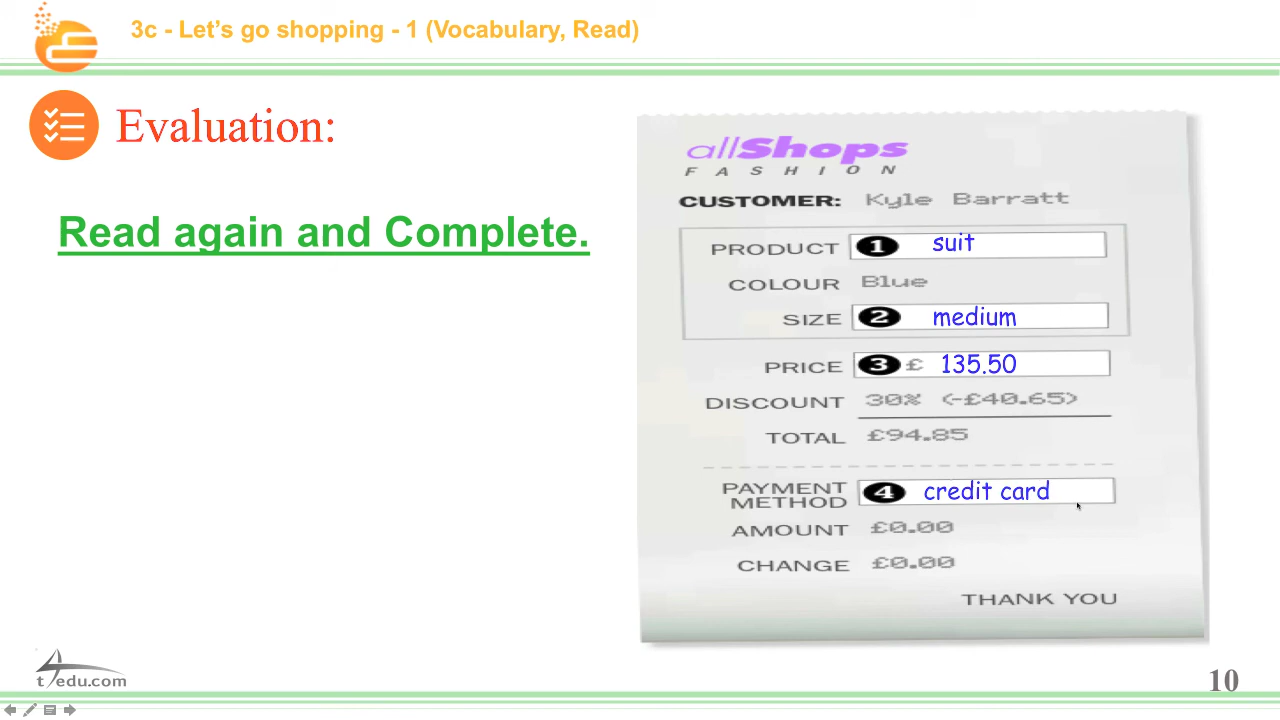 3c - Let's go shopping - 1 (Vocabulary, Read)
Evaluation:
Read again and Complete.
allShops
FASHION
CUSTOMER: Kyle Barratt
PRODUCT 1 suit
COLOUR Blue
SIZE 2 medium
PRICE 3 £ 135.50
DISCOUNT 30% (-£40.65)
TOTAL £94.85
PAYMENT
METHOD 4 credit card
AMOUNT £0.00
CHANGE £0.00
THANK YOU
t4edu.com
10